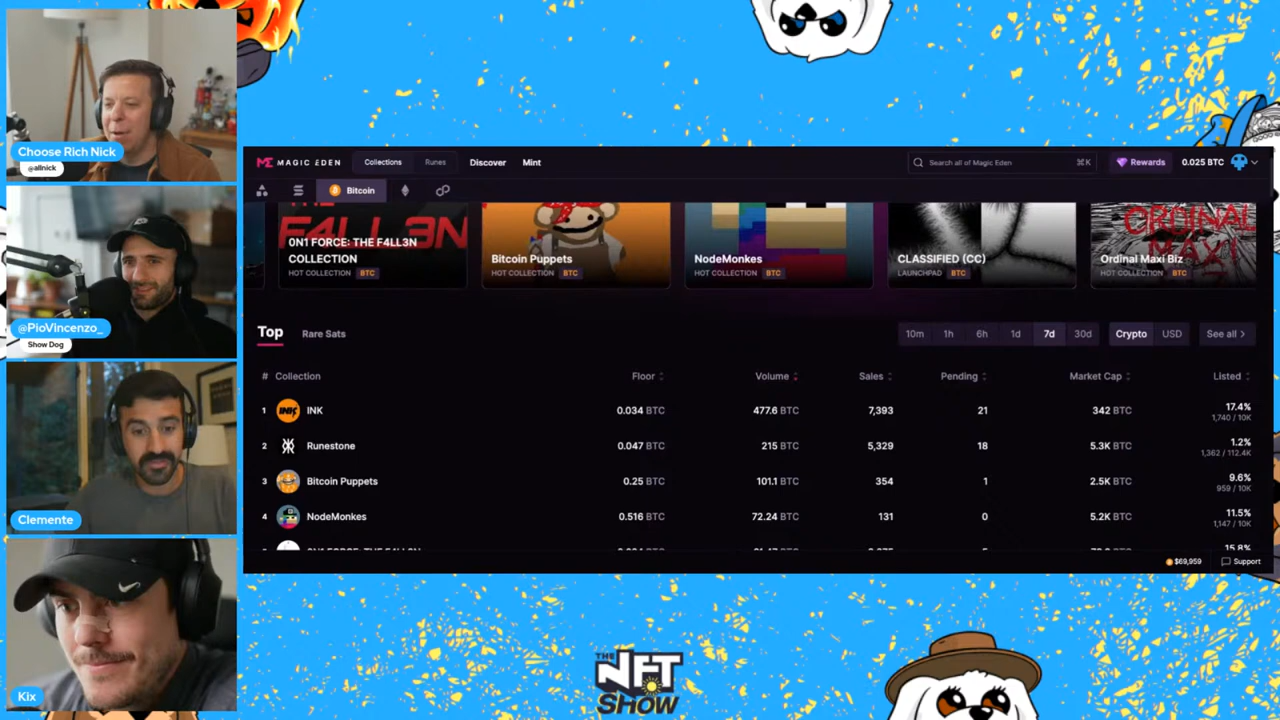 Choose Rich Nick
@allnick
@PioVincenzo_
Show Dog
Clemente
Kix
MAGIC EDEN
Collections
Runes
Discover
Mint
Search all of Magic Eden
⌘K
Rewards
0.025 BTC
Bitcoin
THE
F4LL3N
0N1 FORCE: THE F4LL3N
COLLECTION
HOT COLLECTION BTC
Bitcoin Puppets
HOT COLLECTION BTC
NodeMonkes
HOT COLLECTION BTC
CLASSIFIED (CC)
LAUNCHPAD BTC
ORDINAL
MAXI
Ordinal Maxi Biz
HOT COLLECTION BTC
Top
Rare Sats
10m 1h 6h 1d 7d 30d
Crypto USD
See all >
# Collection Floor Volume Sales Pending Market Cap Listed
1 INK INK 0.034 BTC 477.6 BTC 7,393 21 342 BTC 17.4%
1,740 / 10K
2 Runestone 0.047 BTC 215 BTC 5,329 18 5.3K BTC 1.2%
1,362 / 112.4K
3 Bitcoin Puppets 0.25 BTC 101.1 BTC 354 1 2.5K BTC 9.6%
959 / 10K
4 NodeMonkes 0.516 BTC 72.24 BTC 131 0 5.2K BTC 11.5%
1,147 / 10K
15.8%
$69,959
Support
THE
NFT
SHOW